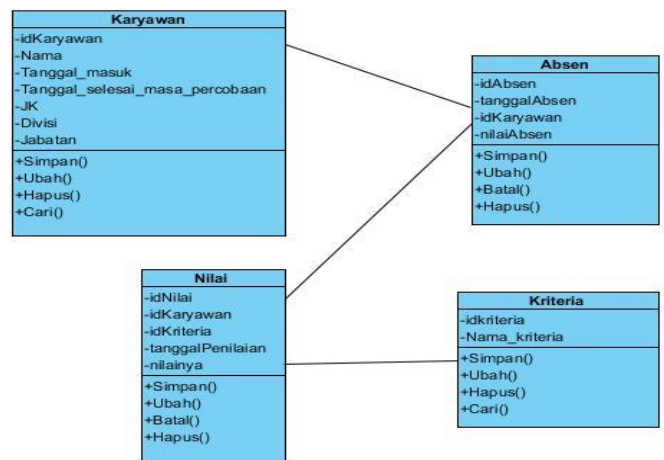 Karyawan
-idKaryawan
-Nama
-Tanggal_masuk
-Tanggal_selesai_masa_percobaan
-JK
-Divisi
-Jabatan
+Simpan()
+Ubah()
+Hapus()
+Cari()
Absen
-idAbsen
-tanggalAbsen
-idKaryawan
-nilaiAbsen
+Simpan()
+Ubah()
+Batal()
+Hapus()
Nilai
-idNilai
-idKaryawan
-idKriteria
-tanggalPenilaian
-nilainya
+Simpan()
+Ubah()
+Batal()
+Hapus()
Kriteria
-idkriteria
-Nama_kriteria
+Simpan()
+Ubah()
+Hapus()
+Cari()